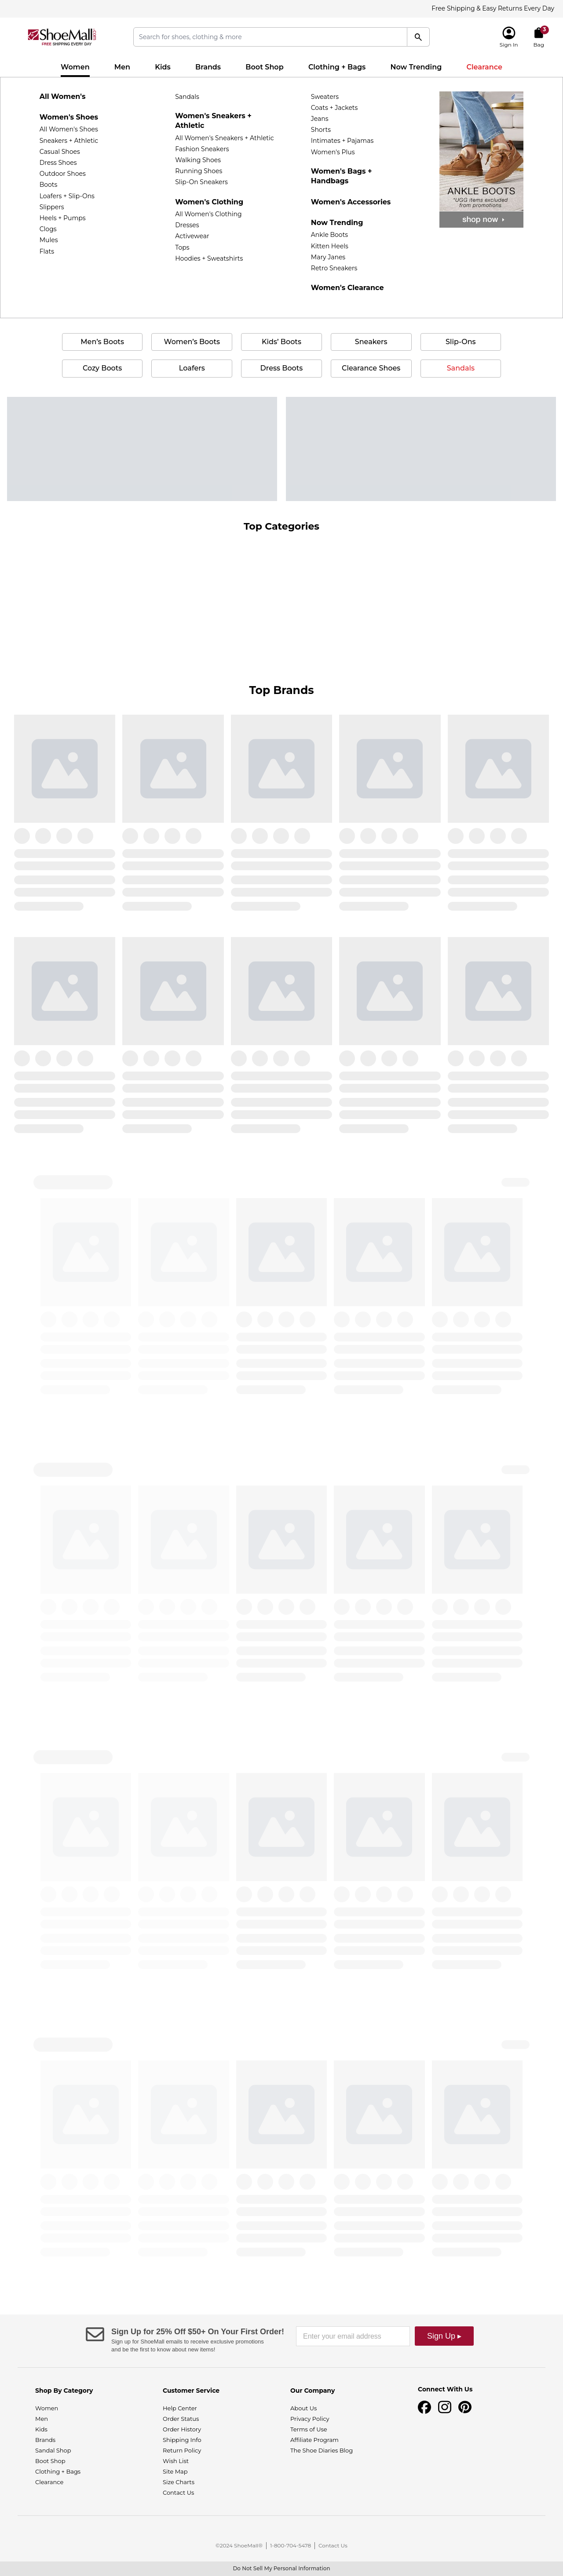 Free Shipping & Easy Returns Every Day
ShoeMall
FREE SHIPPING EVERY DAY
Search for shoes, clothing & more
Sign In
3
Bag
Women
Men
Kids
Brands
Boot Shop
Clothing + Bags
Now Trending
Clearance
All Women's
Women's Shoes
All Women's Shoes
Sneakers + Athletic
Casual Shoes
Dress Shoes
Outdoor Shoes
Boots
Loafers + Slip-Ons
Slippers
Heels + Pumps
Clogs
Mules
Flats
Sandals
Women's Sneakers +
Athletic
All Women's Sneakers + Athletic
Fashion Sneakers
Walking Shoes
Running Shoes
Slip-On Sneakers
Women's Clothing
All Women's Clothing
Dresses
Activewear
Tops
Hoodies + Sweatshirts
Sweaters
Coats + Jackets
Jeans
Shorts
Intimates + Pajamas
Women's Plus
Women's Bags +
Handbags
Women's Accessories
Now Trending
Ankle Boots
Kitten Heels
Mary Janes
Retro Sneakers
Women's Clearance
ANKLE BOOTS
*UGG items excluded
from promotions.
shop now
Men's Boots
Women's Boots
Kids' Boots
Sneakers
Slip-Ons
Cozy Boots
Loafers
Dress Boots
Clearance Shoes
Sandals
Top Categories
Top Brands
Sign Up for 25% Off $50+ On Your First Order!
Sign up for ShoeMall emails to receive exclusive promotions
and be the first to know about new items!
Enter your email address
Sign Up ▸
Shop By Category
Women
Men
Kids
Brands
Sandal Shop
Boot Shop
Clothing + Bags
Clearance
Customer Service
Help Center
Order Status
Order History
Shipping Info
Return Policy
Wish List
Site Map
Size Charts
Contact Us
Our Company
About Us
Privacy Policy
Terms of Use
Affiliate Program
The Shoe Diaries Blog
Connect With Us
©2024 ShoeMall® | 1-800-704-5478 | Contact Us
Do Not Sell My Personal Information